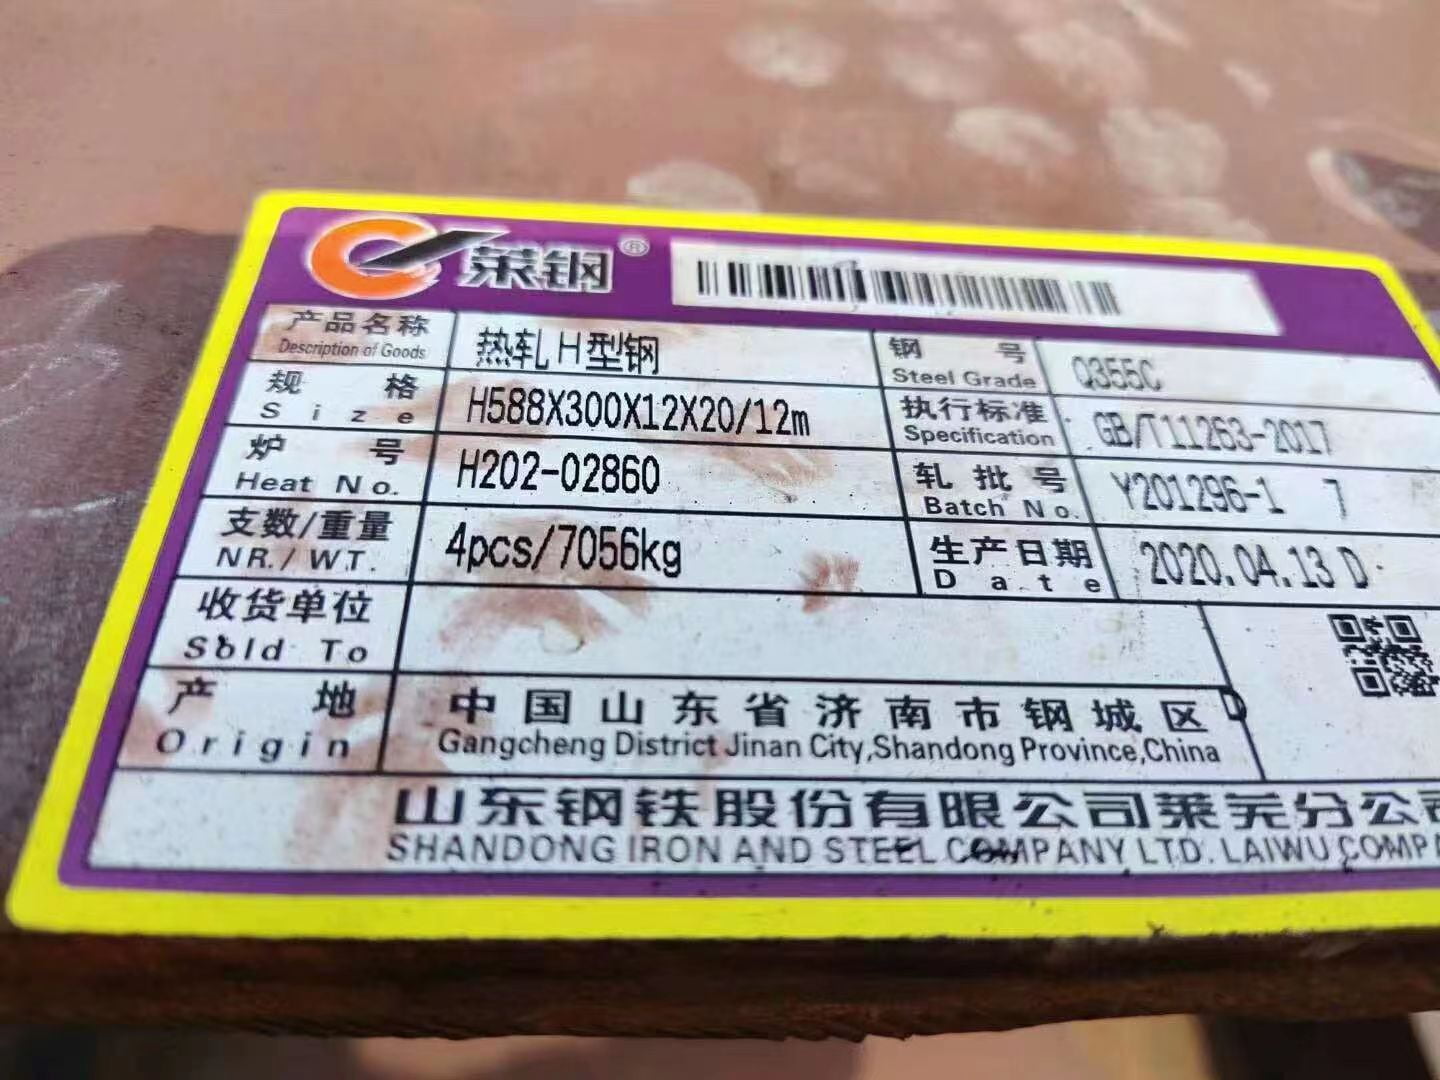 莱钢®
产品名称 热轧H型钢 钢号 Q355C
Description of Goods Steel Grade
规格 H588X300X12X20/12m 执行标准 GB/T11263-2017
Size Specification
炉号 H202-02860 轧批号 Y201296-1 7
Heat No. Batch No.
支数/重量 4pcs/7056kg 生产日期 2020.04.13 D
NR./WT. Date
收货单位
Sold To
产地 中国山东省济南市钢城区
Origin Gangcheng District Jinan City,Shandong Province,China
山东钢铁股份有限公司莱芜分公司
SHANDONG IRON AND STEEL COMPANY LTD. LAIWU COMP